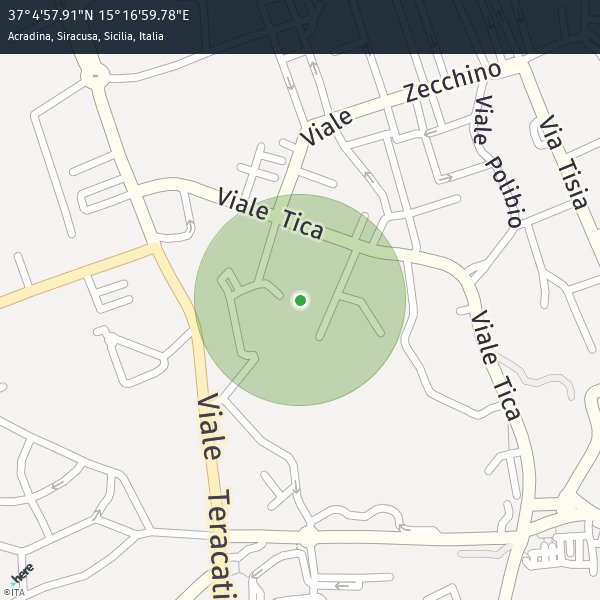 37°4'57.91"N 15°16'59.78"E
Acradina, Siracusa, Sicilia, Italia
Viale Zecchino
Viale Polibio
Via Tisia
Viale Tica
Viale Tica
Viale Teracati
here
©ITA